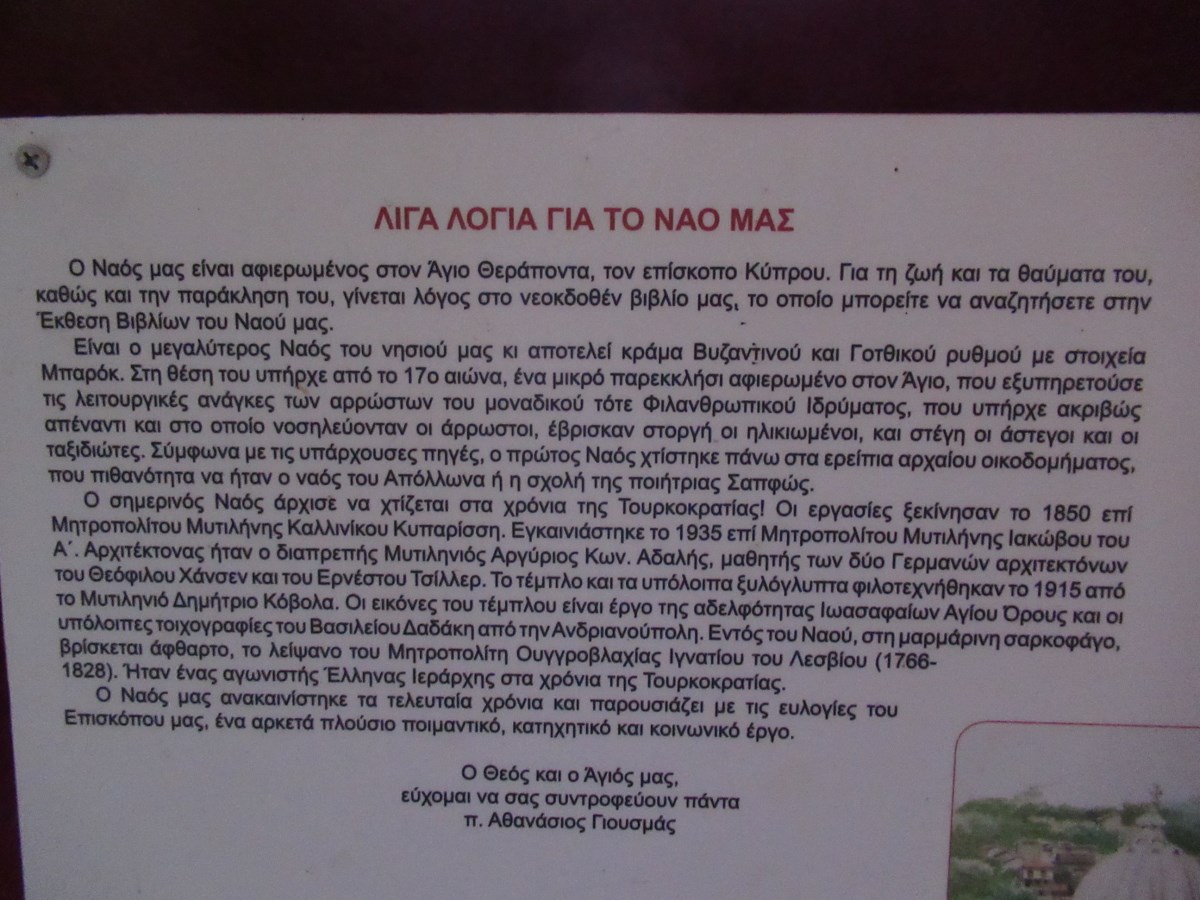 ΛΙΓΑ ΛΟΓΙΑ ΓΙΑ ΤΟ ΝΑΟ ΜΑΣ
Ο Ναός μας είναι αφιερωμένος στον Άγιο Θεράποντα, τον επίσκοπο Κύπρου. Για τη ζωή και τα θαύματα του,
καθώς και την παράκληση του, γίνεται λόγος στο νεοκδοθέν βιβλίο μας, το οποίο μπορείτε να αναζητήσετε στην
Έκθεση Βιβλίων του Ναού μας.
Είναι ο μεγαλύτερος Ναός του νησιού μας κι αποτελεί κράμα Βυζαντινού και Γοτθικού ρυθμού με στοιχεία
Μπαρόκ. Στη θέση του υπήρχε από το 17ο αιώνα, ένα μικρό παρεκκλήσι αφιερωμένο στον Άγιο, που εξυπηρετούσε
τις λειτουργικές ανάγκες των αρρώστων του μοναδικού τότε Φιλανθρωπικού Ιδρύματος, που υπήρχε ακριβώς
απέναντι και στο οποίο νοσηλεύονταν οι άρρωστοι, έβρισκαν στοργή οι ηλικιωμένοι, και στέγη οι άστεγοι και οι
ταξιδιώτες. Σύμφωνα με τις υπάρχουσες πηγές, ο πρώτος Ναός χτίστηκε πάνω στα ερείπια αρχαίου οικοδομήματος,
που πιθανότητα να ήταν ο ναός του Απόλλωνα ή η σχολή της ποιήτριας Σαπφώς.
Ο σημερινός Ναός άρχισε να χτίζεται στα χρόνια της Τουρκοκρατίας! Οι εργασίες ξεκίνησαν το 1850 επί
Μητροπολίτου Μυτιλήνης Καλλινίκου Κυπαρίσση. Εγκαινιάστηκε το 1935 επί Μητροπολίτου Μυτιλήνης Ιακώβου του
Α΄. Αρχιτέκτονας ήταν ο διαπρεπής Μυτιληνιός Αργύριος Κων. Αδαλής, μαθητής των δύο Γερμανών αρχιτεκτόνων
του Θεόφιλου Χάνσεν και του Ερνέστου Τσίλλερ. Το τέμπλο και τα υπόλοιπα ξυλόγλυπτα φιλοτεχνήθηκαν το 1915 από
το Μυτιληνιό Δημήτριο Κόβολα. Οι εικόνες του τέμπλου είναι έργο της αδελφότητας Ιωασαφαίων Αγίου Όρους και οι
υπόλοιπες τοιχογραφίες του Βασιλείου Δαδάκη από την Ανδριανούπολη. Εντός του Ναού, στη μαρμάρινη σαρκοφάγο,
βρίσκεται άφθαρτο, το λείψανο του Μητροπολίτη Ουγγροβλαχίας Ιγνατίου του Λεσβίου (1766-
1828). Ήταν ένας αγωνιστής Έλληνας Ιεράρχης στα χρόνια της Τουρκοκρατίας.
Ο Ναός μας ανακαινίστηκε τα τελευταία χρόνια και παρουσιάζει με τις ευλογίες του
Επισκόπου μας, ένα αρκετά πλούσιο ποιμαντικό, κατηχητικό και κοινωνικό έργο.
Ο Θεός και ο Άγιός μας,
εύχομαι να σας συντροφεύουν πάντα
π. Αθανάσιος Γιουσμάς